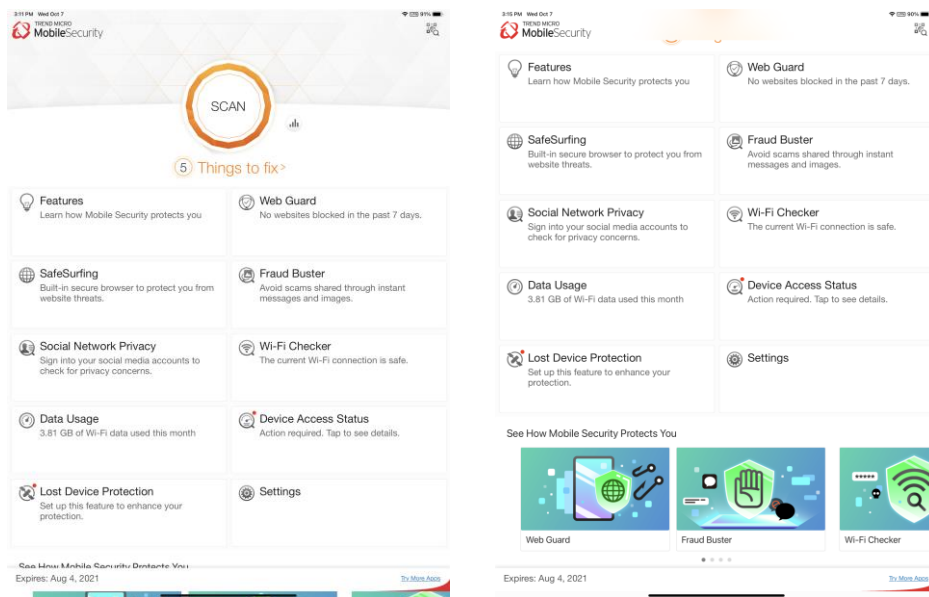 3:11 PM Wed Oct 7
91%
TREND MICRO
MobileSecurity
SCAN
5 Things to fix >
Features
Learn how Mobile Security protects you
Web Guard
No websites blocked in the past 7 days.
SafeSurfing
Built-in secure browser to protect you from
website threats.
Fraud Buster
Avoid scams shared through instant
messages and images.
Social Network Privacy
Sign into your social media accounts to
check for privacy concerns.
Wi-Fi Checker
The current Wi-Fi connection is safe.
Data Usage
3.81 GB of Wi-Fi data used this month
Device Access Status
Action required. Tap to see details.
Lost Device Protection
Set up this feature to enhance your
protection.
Settings
See How Mobile Security Protects You
Expires: Aug 4, 2021
Try More Apps
3:15 PM Wed Oct 7
90%
TREND MICRO
MobileSecurity
Features
Learn how Mobile Security protects you
Web Guard
No websites blocked in the past 7 days.
SafeSurfing
Built-in secure browser to protect you from
website threats.
Fraud Buster
Avoid scams shared through instant
messages and images.
Social Network Privacy
Sign into your social media accounts to
check for privacy concerns.
Wi-Fi Checker
The current Wi-Fi connection is safe.
Data Usage
3.81 GB of Wi-Fi data used this month
Device Access Status
Action required. Tap to see details.
Lost Device Protection
Set up this feature to enhance your
protection.
Settings
See How Mobile Security Protects You
Web Guard
Fraud Buster
Wi-Fi Checker
Expires: Aug 4, 2021
Try More Apps